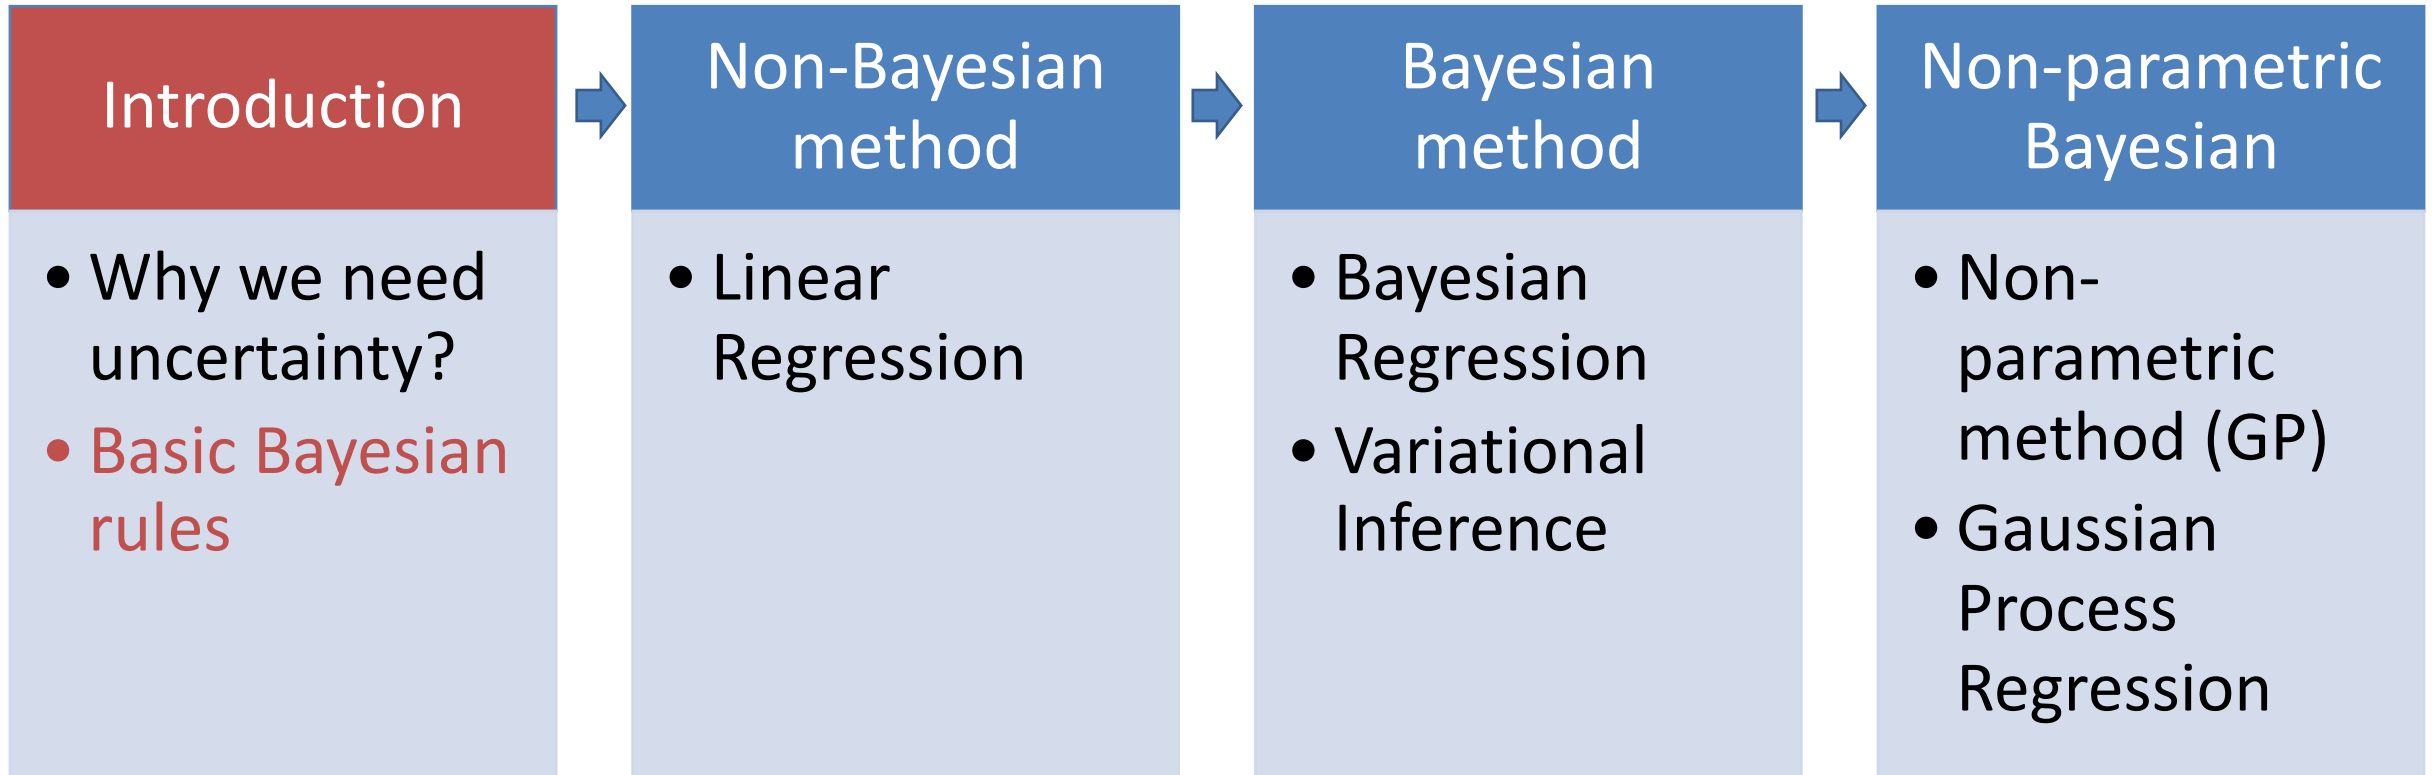 Introduction
• Why we need
uncertainty?
• Basic Bayesian
rules
Non-Bayesian
method
• Linear
Regression
Bayesian
method
• Bayesian
Regression
• Variational
Inference
Non-parametric
Bayesian
• Non-
parametric
method (GP)
• Gaussian
Process
Regression